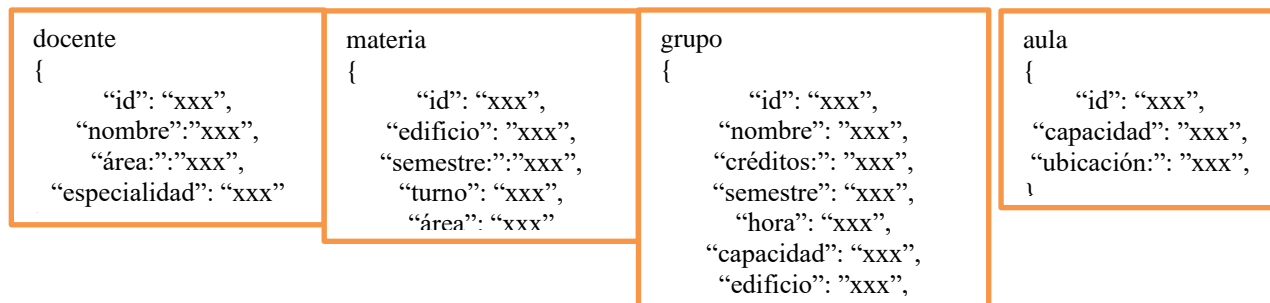 docente
{
“id”: “xxx”,
“nombre”:”xxx”,
“área:”:”xxx”,
“especialidad”: “xxx”
materia
{
“id”: “xxx”,
“edificio”: ”xxx”,
“semestre:”:”xxx”,
“turno”: “xxx”,
“área”: “xxx”
grupo
{
“id”: “xxx”,
“nombre”: ”xxx”,
“créditos:”: ”xxx”,
“semestre”: “xxx”,
“hora”: “xxx”,
“capacidad”: “xxx”,
“edificio”: ”xxx”,
aula
{
“id”: “xxx”,
“capacidad”: ”xxx”,
“ubicación:”: ”xxx”,
}